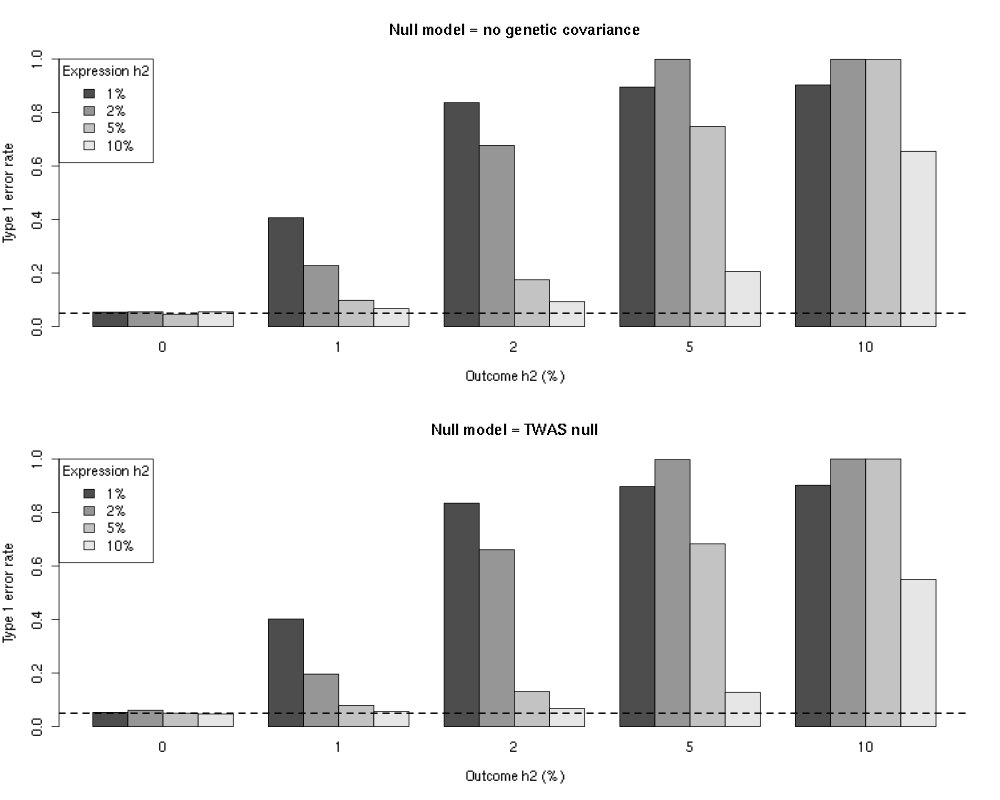 Null model = no genetic covariance
Type 1 error rate
1.0
0.8
0.6
0.4
0.2
0.0
Expression h2
1%
2%
5%
10%
0 1 2 5 10
Outcome h2 (%)
Null model = TWAS null
Type 1 error rate
1.0
0.8
0.6
0.4
0.2
0.0
Expression h2
1%
2%
5%
10%
0 1 2 5 10
Outcome h2 (%)